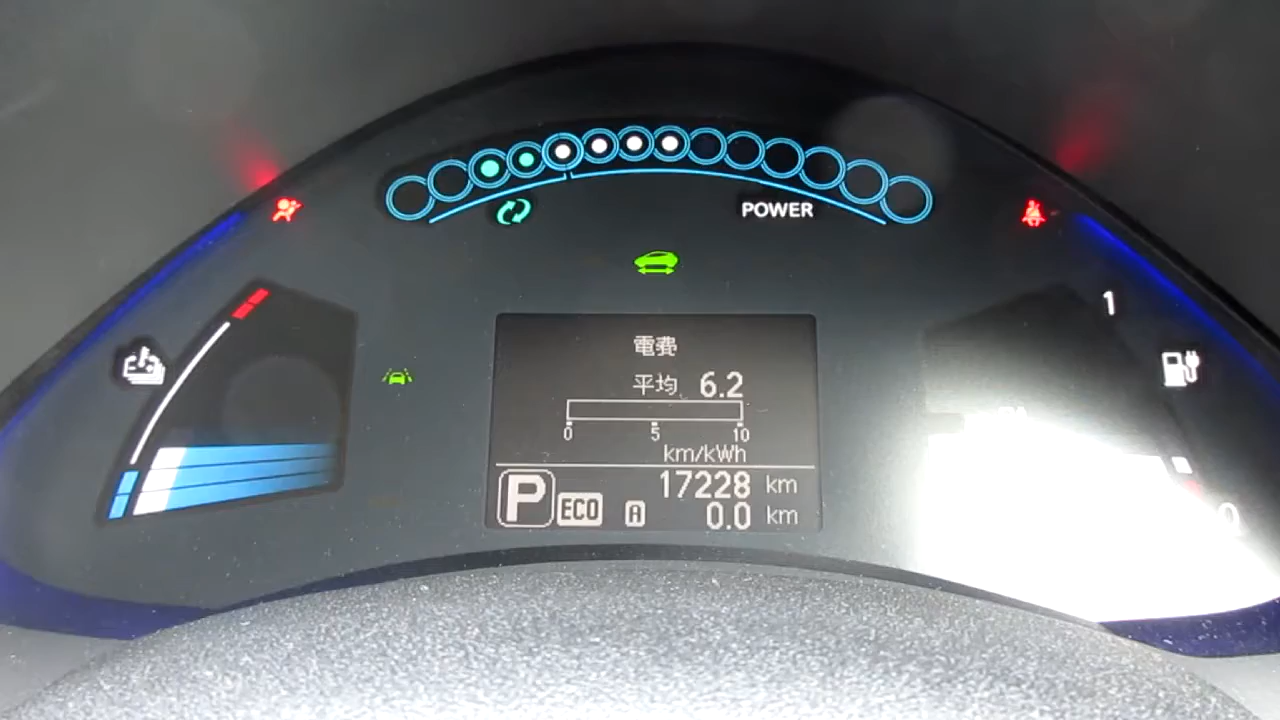 POWER
1
電費
平均 6.2
0 5 10
km/kWh
17228 km
P ECO A 0.0 km
0